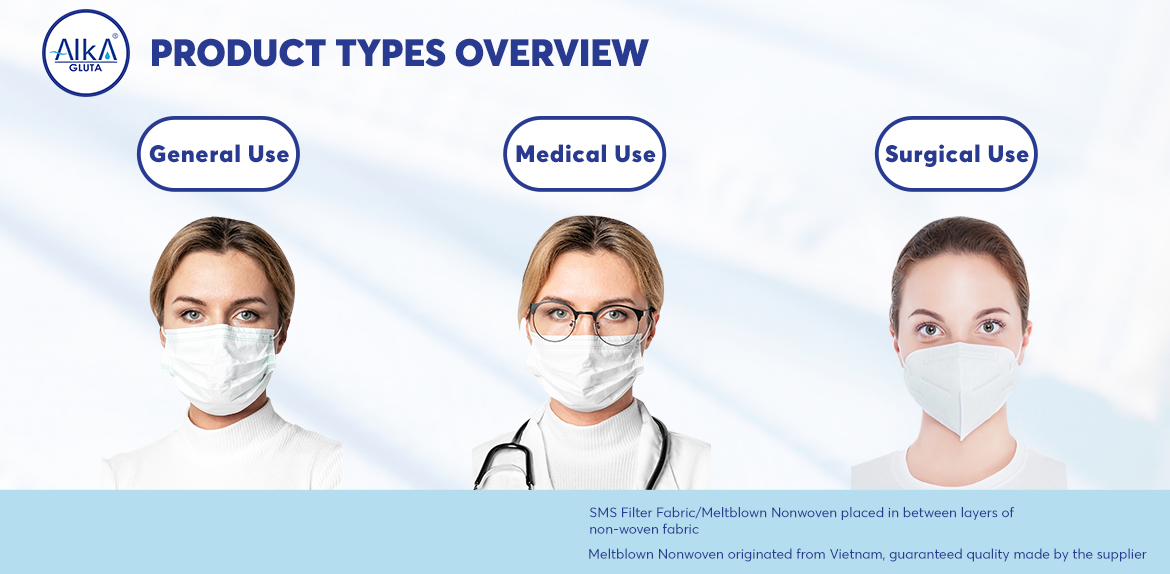 AlkA®
GLUTA
PRODUCT TYPES OVERVIEW
General Use
Medical Use
Surgical Use
SMS Filter Fabric/Meltblown Nonwoven placed in between layers of
non-woven fabric
Meltblown Nonwoven originated from Vietnam, guaranteed quality made by the supplier